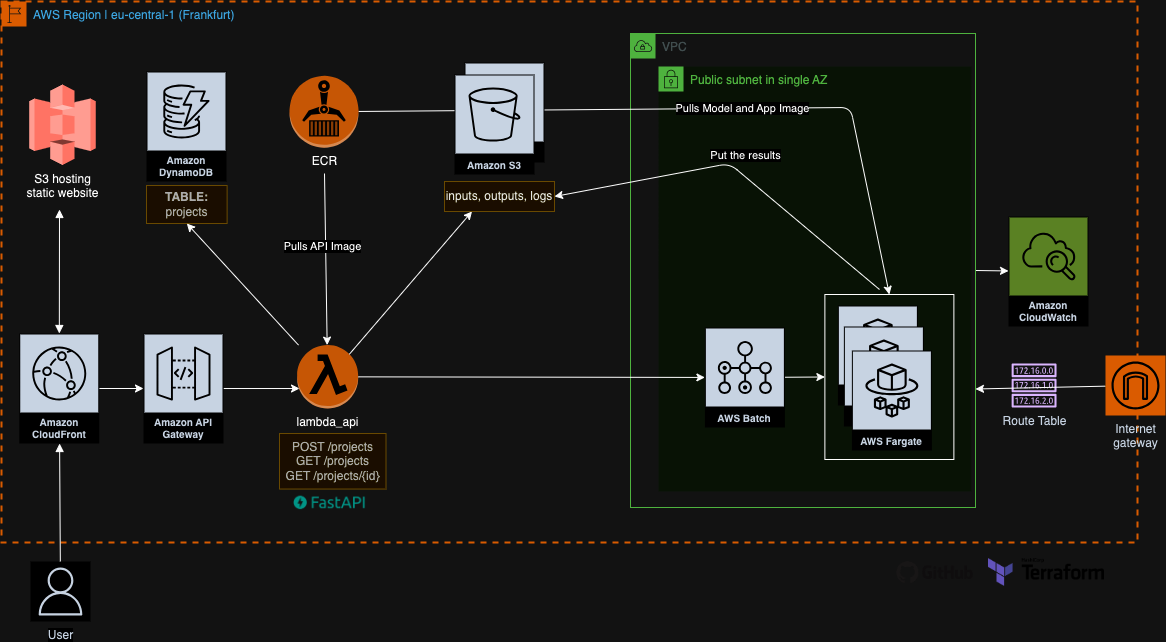 AWS Region | eu-central-1 (Frankfurt)
VPC
Public subnet in single AZ
S3 hosting
static website
Amazon
DynamoDB
TABLE:
projects
ECR
Amazon S3
inputs, outputs, logs
Pulls Model and App Image
Put the results
Pulls API Image
Amazon
CloudWatch
Amazon
CloudFront
Amazon API
Gateway
lambda_api
POST /projects
GET /projects
GET /projects/{id}
FastAPI
AWS Batch
AWS Fargate
172.16.0.0
172.16.1.0
172.16.2.0
Route Table
Internet
gateway
User
GitHub
Terraform